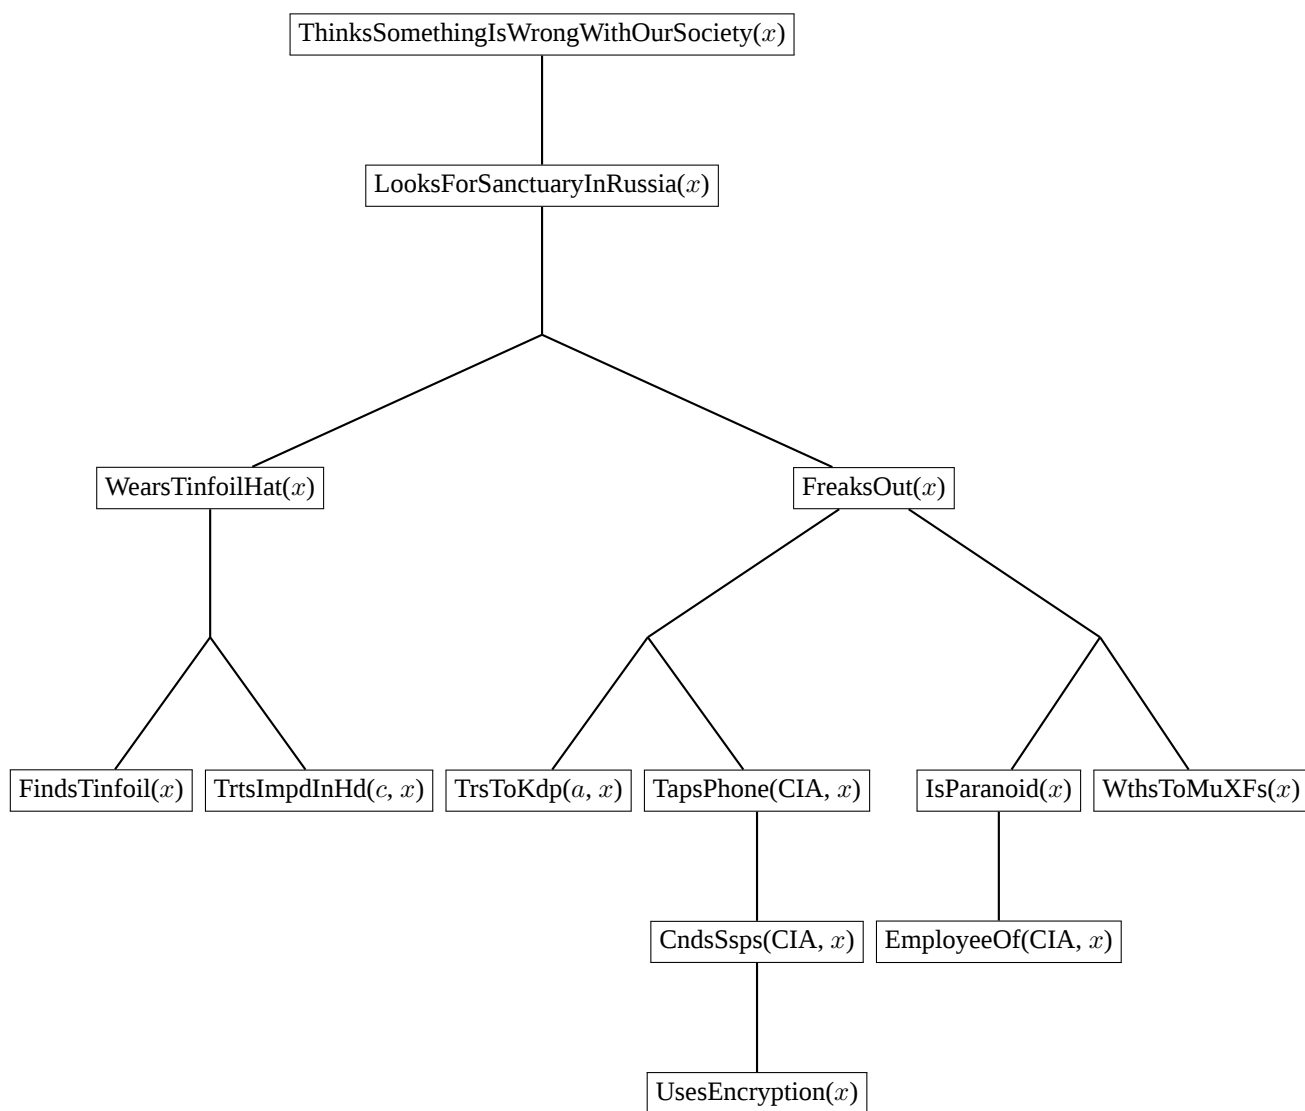 ThinksSomethingIsWrongWithOurSociety(x)
LooksForSanctuaryInRussia(x)
WearsTinfoilHat(x)
FreaksOut(x)
FindsTinfoil(x)
TrtsImpdInHd(c, x)
TrsToKdp(a, x)
TapsPhone(CIA, x)
IsParanoid(x)
WthsToMuXFs(x)
CndsSsps(CIA, x)
EmployeeOf(CIA, x)
UsesEncryption(x)